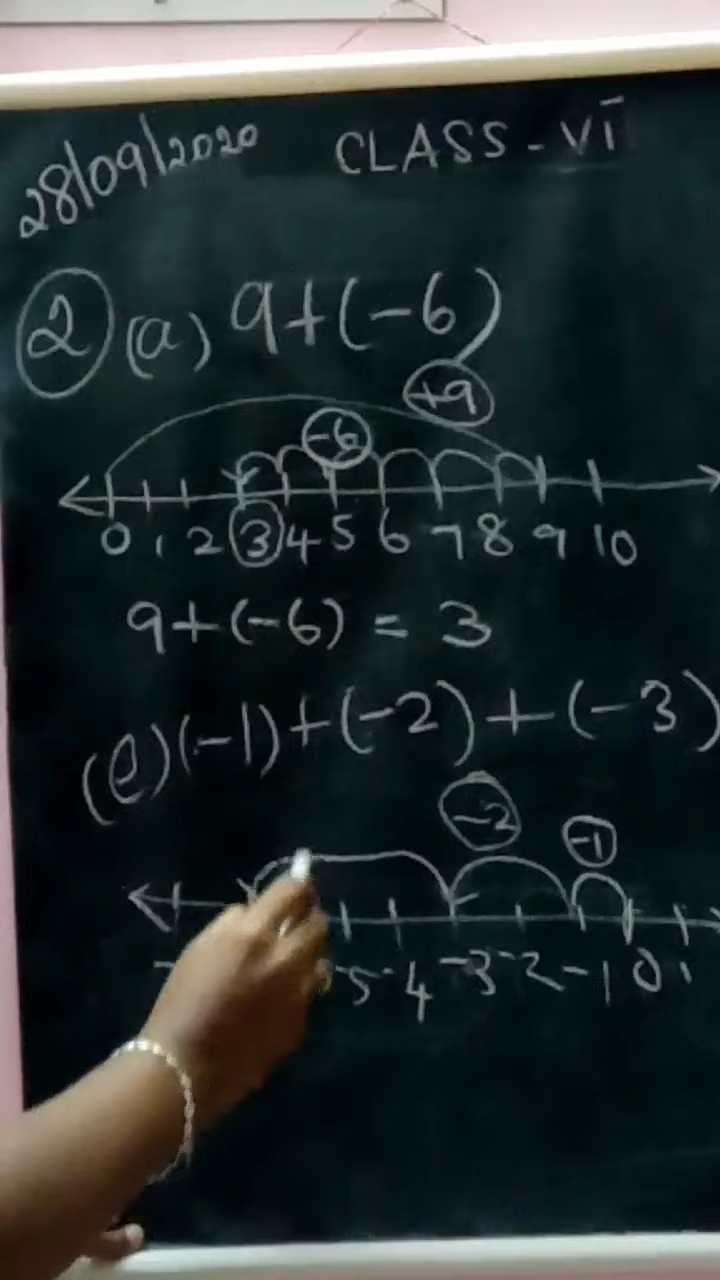 28/09/2020 CLASS - VI
2 (a) 9+(-6)
+9
-6
0 1 2 3 4 5 6 7 8 9 10
9+(-6) = 3
(e) (-1)+(-2)+(-3)
-2 -1
-5 -4 -3 -2 -1 0 1